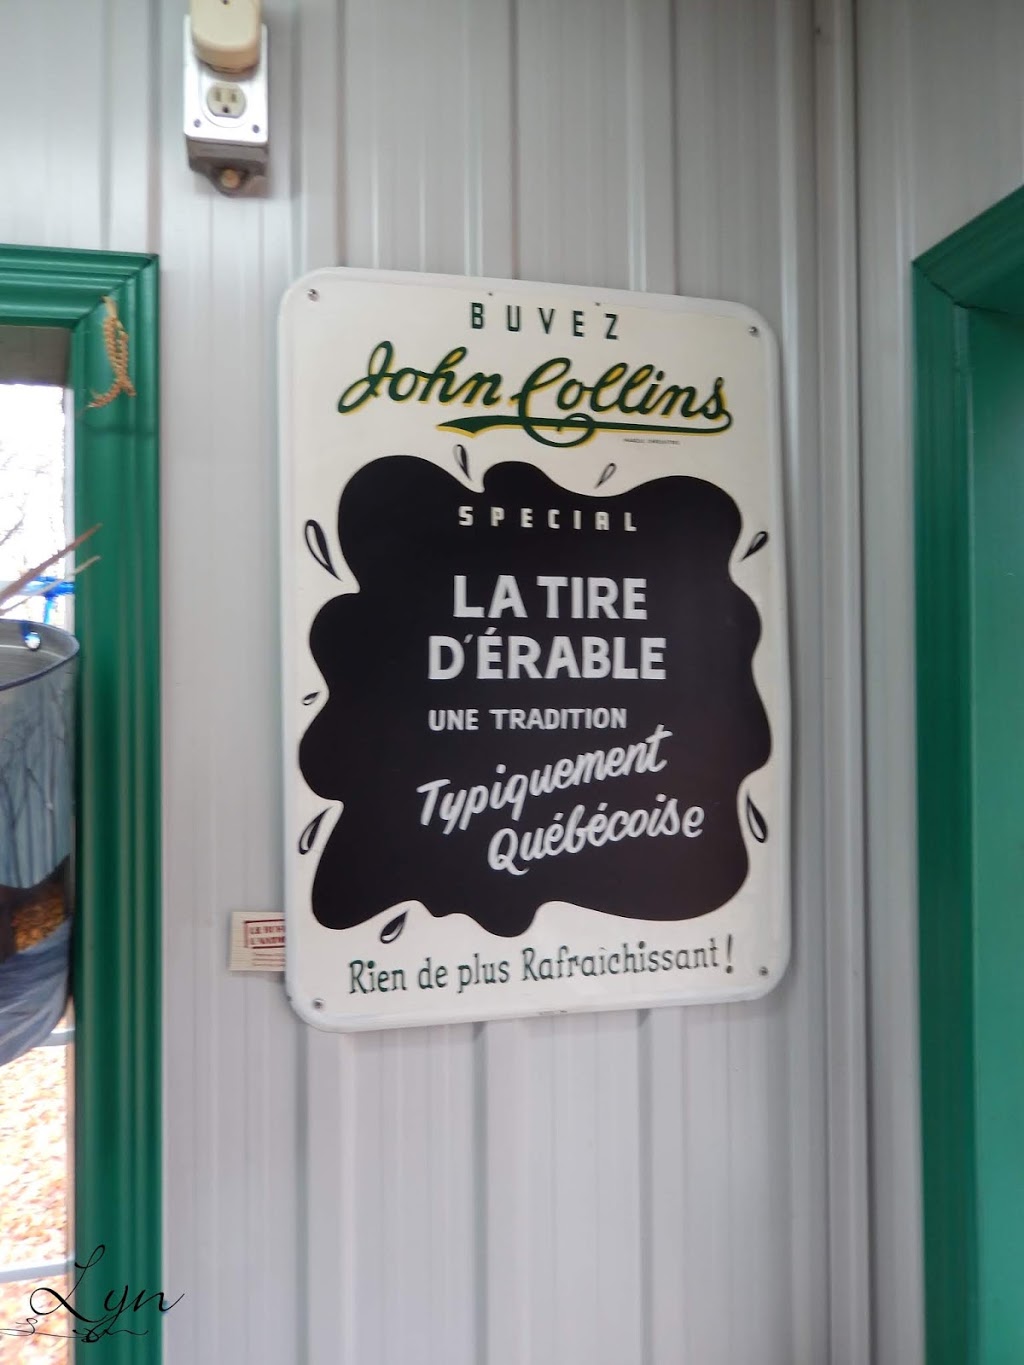 BUVEZ
John Collins
SPECIAL
LA TIRE
D'ÉRABLE
UNE TRADITION
Typiquement
Québécoise
Rien de plus Rafraîchissant!
Lyn